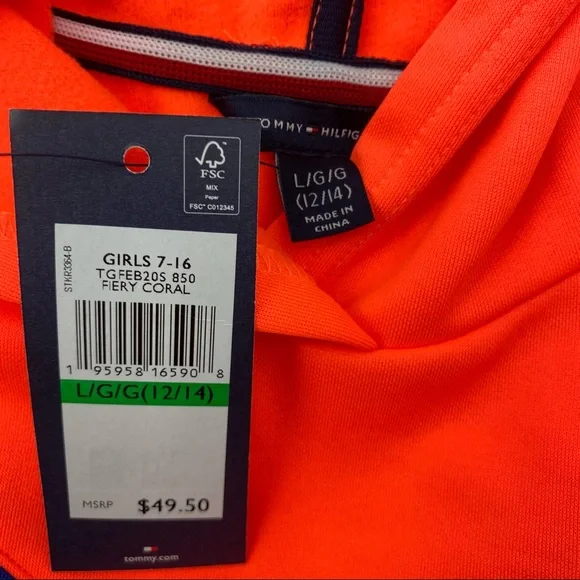 TOMMY HILFIG
L/G/G
(12/14)
MADE IN
CHINA
FSC
MIX
Paper
FSC® C012345
STKR3364-B
GIRLS 7-16
TGFEB20S 850
FIERY CORAL
1 95958 16590 8
L/G/G(12/14)
MSRP $49.50
tommy.com